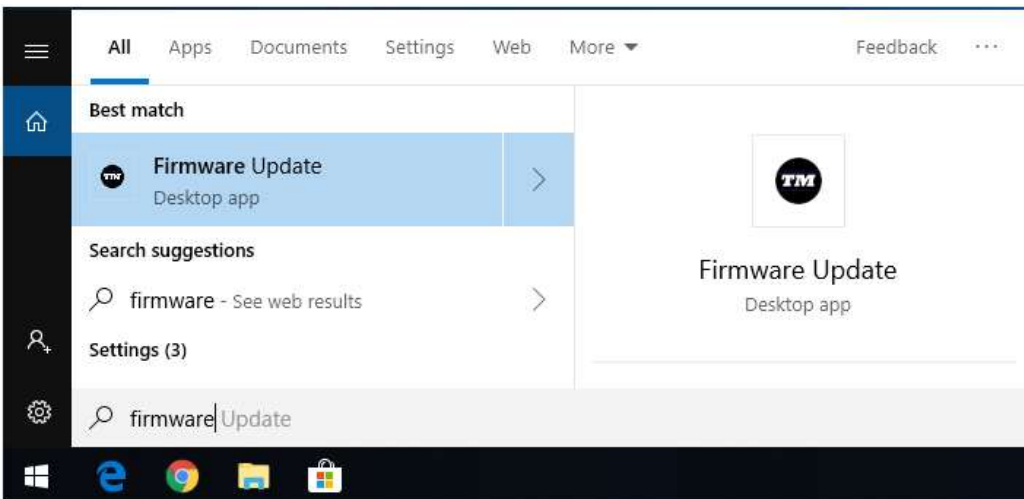 All Apps Documents Settings Web More Feedback ...
Best match
Firmware Update
Desktop app
Search suggestions
firmware - See web results
Settings (3)
firmware Update
TM
Firmware Update
Desktop app